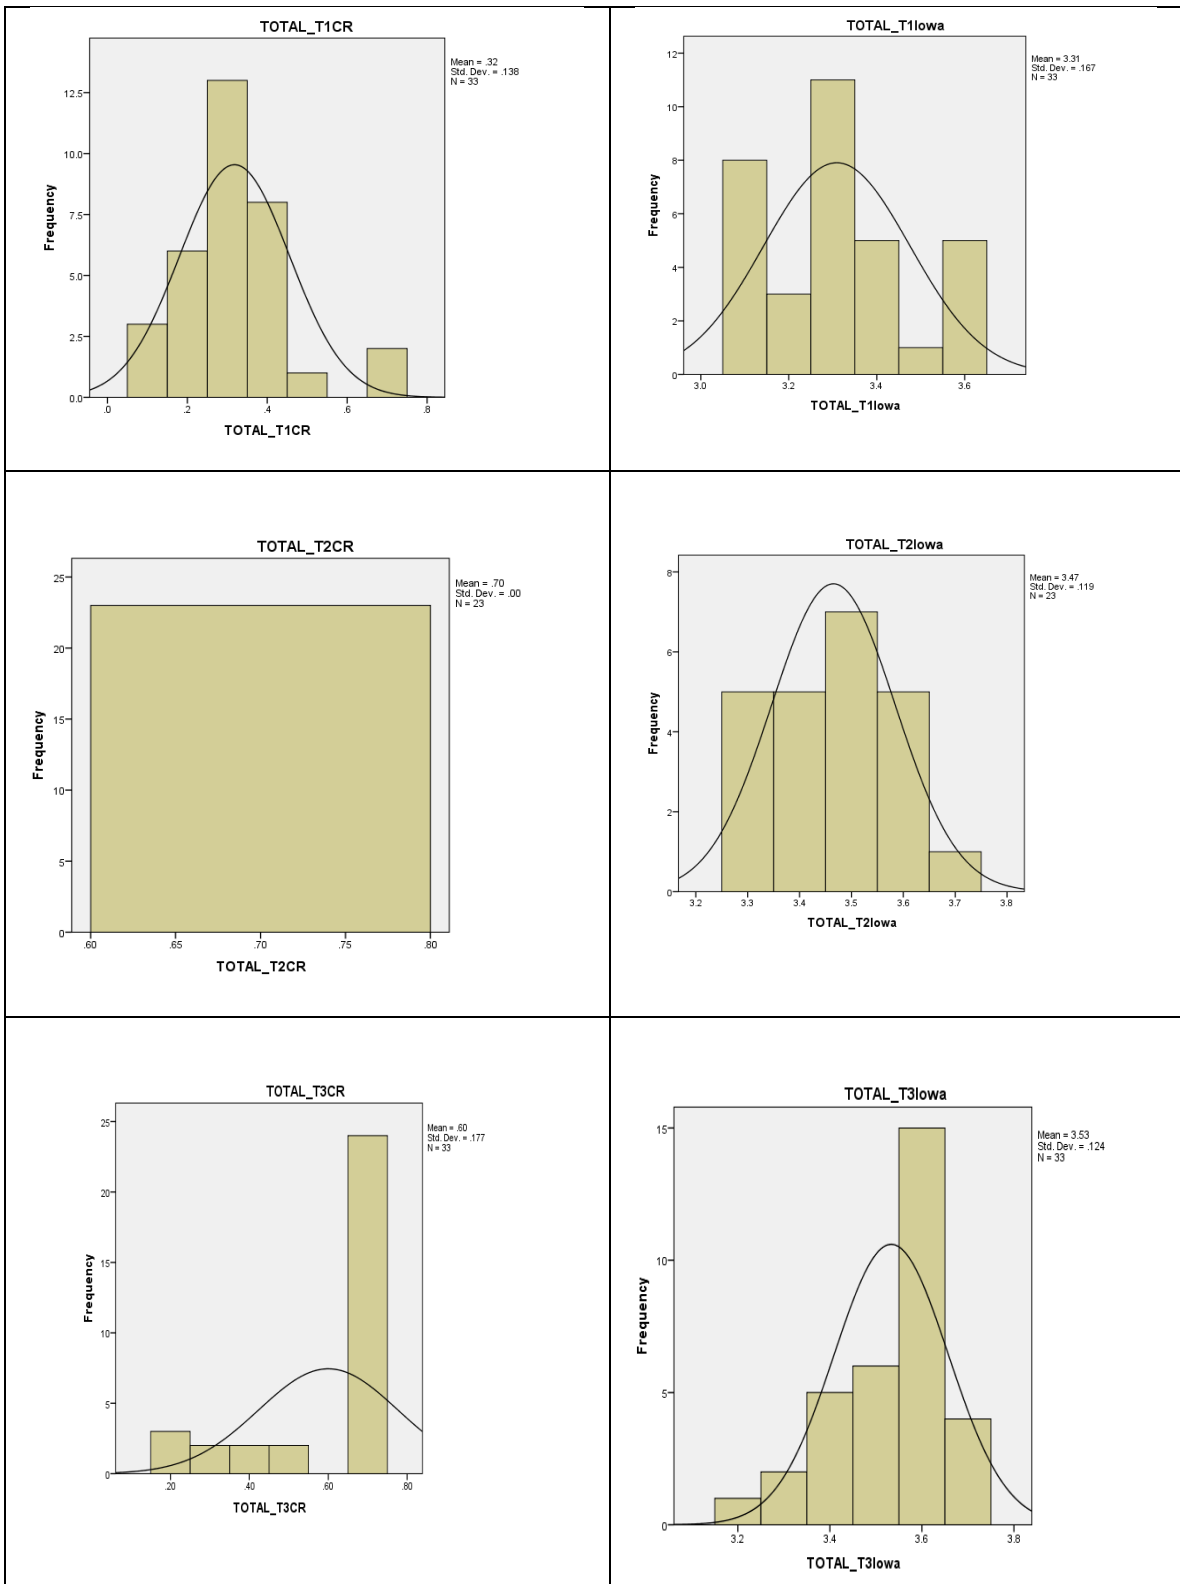 TOTAL_T1CR
Mean = .32
Std. Dev. = .138
N = 33
12.5
10.0
7.5
5.0
2.5
0.0
Frequency
.0 .2 .4 .6 .8
TOTAL_T1CR
TOTAL_T1Iowa
Mean = 3.31
Std. Dev. = .167
N = 33
12
10
8
6
4
2
0
Frequency
3.0 3.2 3.4 3.6
TOTAL_T1Iowa
TOTAL_T2CR
Mean = .70
Std. Dev. = .00
N = 23
25
20
15
10
5
0
Frequency
.60 .65 .70 .75 .80
TOTAL_T2CR
TOTAL_T2Iowa
Mean = 3.47
Std. Dev. = .119
N = 23
8
6
4
2
0
Frequency
3.2 3.3 3.4 3.5 3.6 3.7 3.8
TOTAL_T2Iowa
TOTAL_T3CR
Mean = .60
Std. Dev. = .177
N = 33
25
20
15
10
5
0
Frequency
.20 .40 .60 .80
TOTAL_T3CR
TOTAL_T3Iowa
Mean = 3.53
Std. Dev. = .124
N = 33
15
10
5
0
Frequency
3.2 3.4 3.6 3.8
TOTAL_T3Iowa